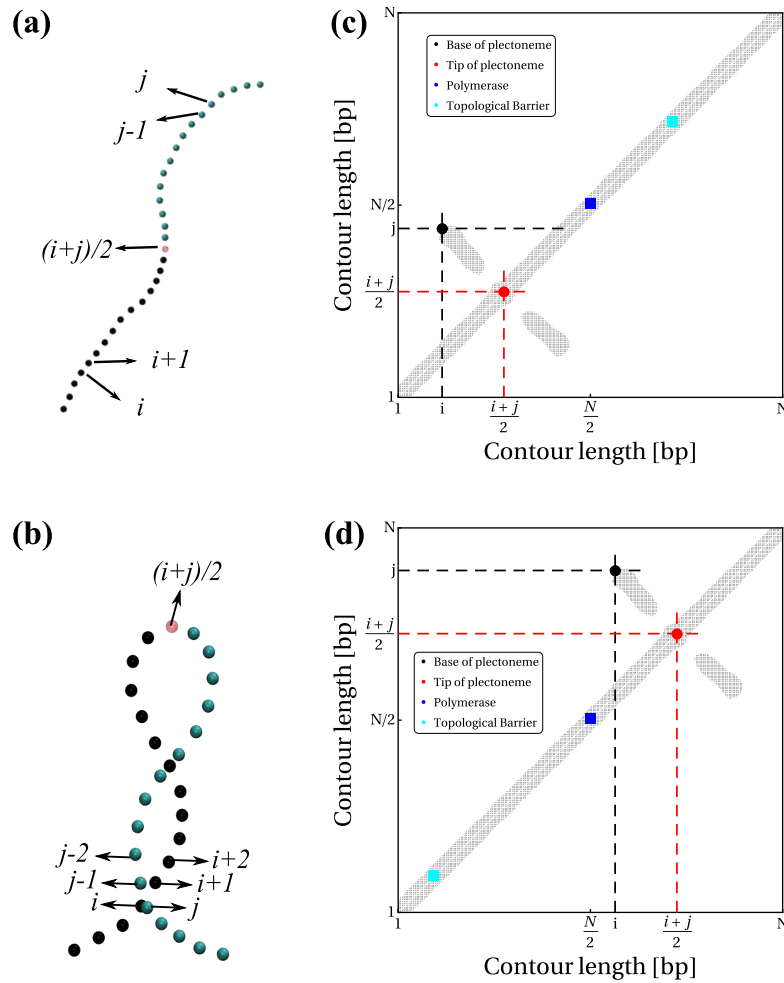 (a)
j
j-1
(i+j)/2
i+1
i
(c)
N
N/2
j
i+j
2
1
Contour length [bp]
Base of plectoneme
Tip of plectoneme
Polymerase
Topological Barrier
1
i
i+j
2
N
2
N
Contour length [bp]
(b)
(i+j)/2
j-2
j-1
i
i+2
i+1
j
(d)
N
j
i+j
2
N/2
1
Contour length [bp]
Base of plectoneme
Tip of plectoneme
Polymerase
Topological Barrier
1
N
2
i
i+j
2
N
Contour length [bp]